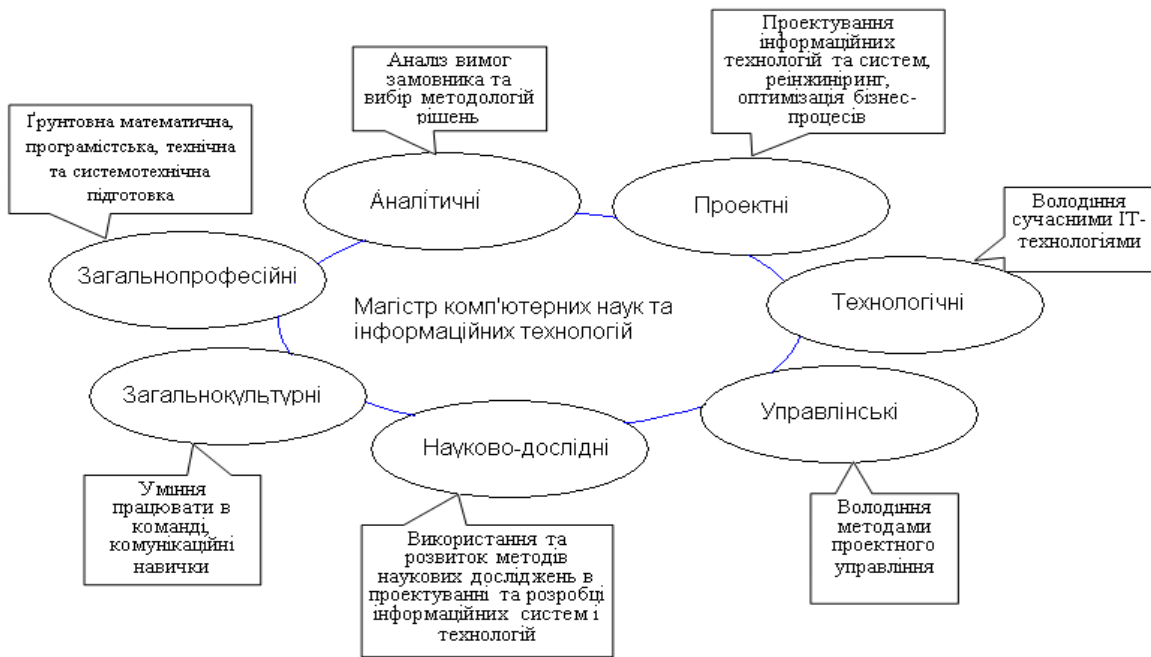 Проектування
інформаційних
технологій та систем,
реінжиніринг,
оптимізація бізнес-
процесів
Аналіз вимог
замовника та
вибір методологій
рішень
Ґрунтовна математична,
програмістська, технічна
та системотехнічна
підготовка
Аналітичні
Проектні
Володіння
сучасними ІТ-
технологіями
Загальнопрофесійні
Технологічні
Магістр комп'ютерних наук та
інформаційних технологій
Загальнокультурні
Управлінські
Науково-дослідні
Уміння
працювати в
команді,
комунікаційні
навички
Використання та
розвиток методів
наукових досліджень в
проектуванні та розробці
інформаційних систем і
технологій
Володіння
методами
проектного
управління